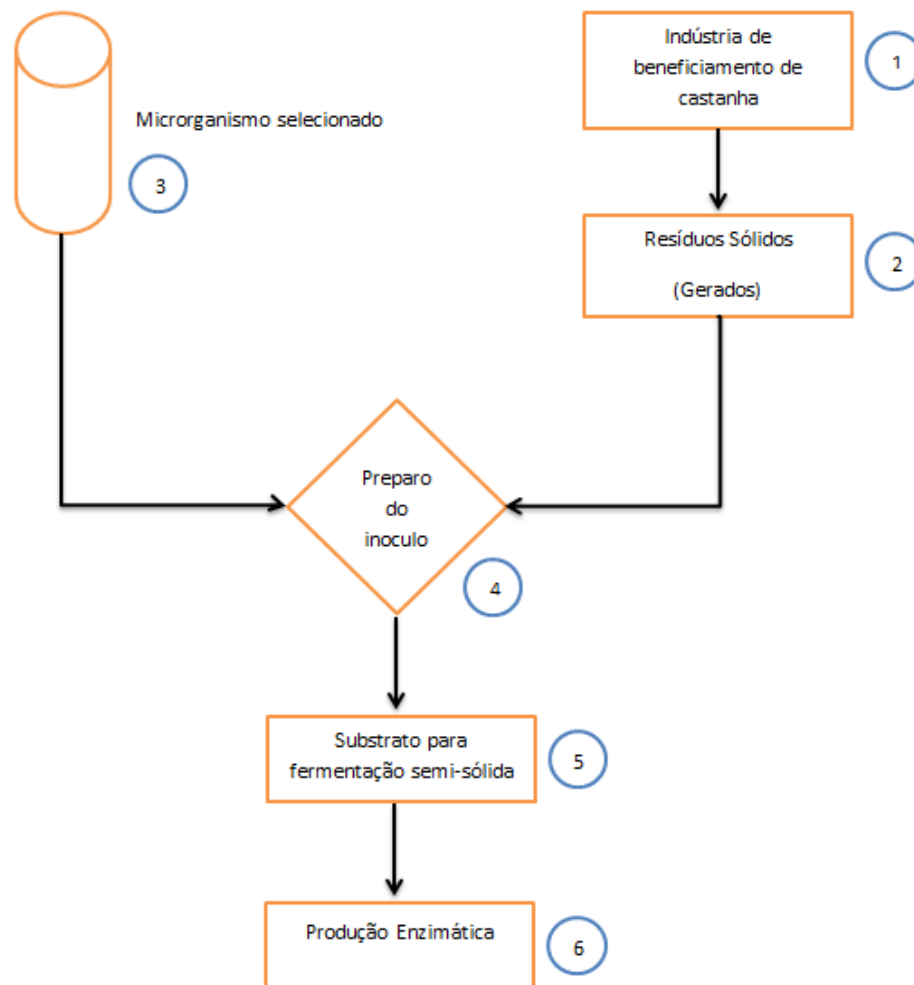 Indústria de
beneficiamento de
castanha
1
Microrganismo selecionado
3
Resíduos Sólidos
(Gerados)
2
Preparo
do
inoculo
4
Substrato para
fermentação semi-sólida
5
Produção Enzimática
6